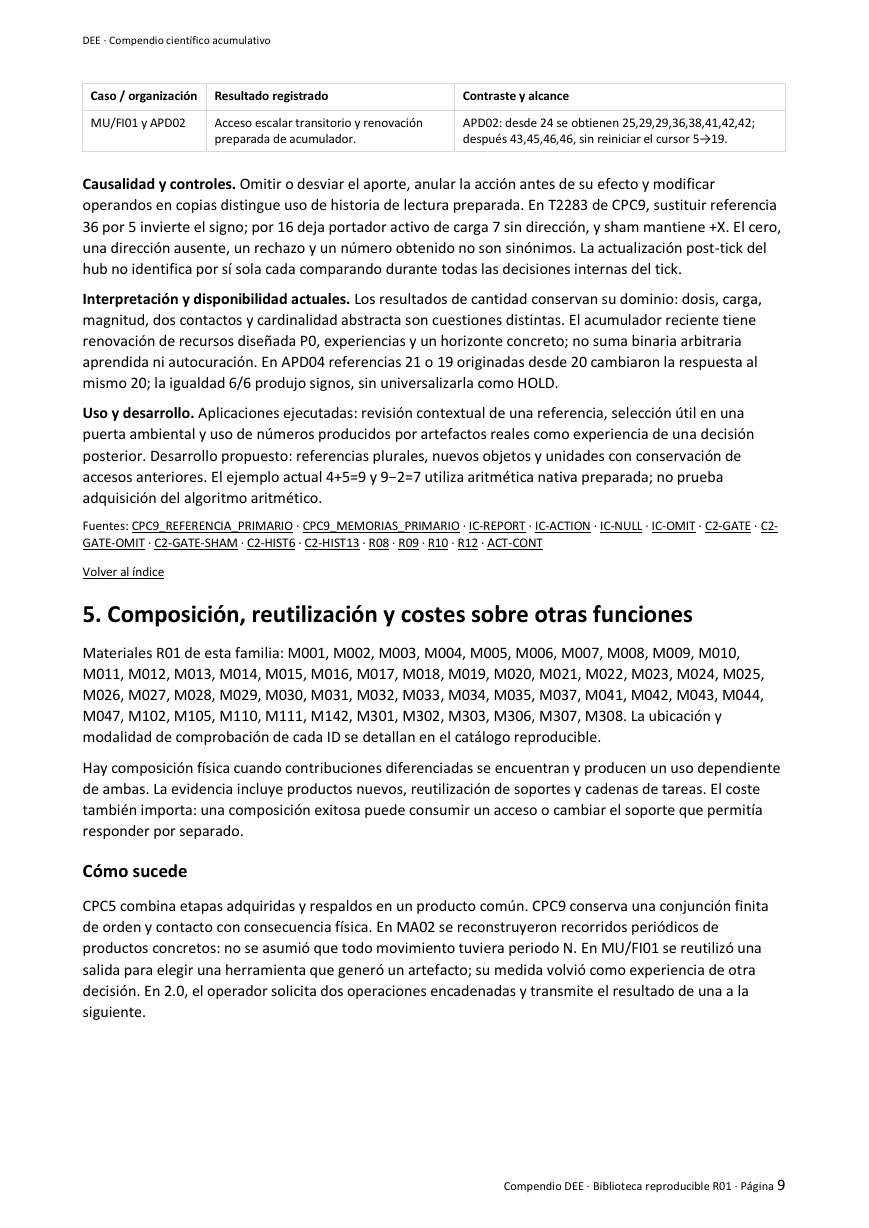 DEE · Compendio científico acumulativo
Caso / organización Resultado registrado Contraste y alcance
MU/FI01 y APD02 Acceso escalar transitorio y renovación preparada de acumulador. APD02: desde 24 se obtienen 25,29,29,36,38,41,42,42; después 43,45,46,46, sin reiniciar el cursor 5→19.
Causalidad y controles. Omitir o desviar el aporte, anular la acción antes de su efecto y modificar
operandos en copias distingue uso de historia de lectura preparada. En T2283 de CPC9, sustituir referencia
36 por 5 invierte el signo; por 16 deja portador activo de carga 7 sin dirección, y sham mantiene +X. El cero,
una dirección ausente, un rechazo y un número obtenido no son sinónimos. La actualización post-tick del
hub no identifica por sí sola cada comparando durante todas las decisiones internas del tick.
Interpretación y disponibilidad actuales. Los resultados de cantidad conservan su dominio: dosis, carga,
magnitud, dos contactos y cardinalidad abstracta son cuestiones distintas. El acumulador reciente tiene
renovación de recursos diseñada P0, experiencias y un horizonte concreto; no suma binaria arbitraria
aprendida ni autocuración. En APD04 referencias 21 o 19 originadas desde 20 cambiaron la respuesta al
mismo 20; la igualdad 6/6 produjo signos, sin universalizarla como HOLD.
Uso y desarrollo. Aplicaciones ejecutadas: revisión contextual de una referencia, selección útil en una
puerta ambiental y uso de números producidos por artefactos reales como experiencia de una decisión
posterior. Desarrollo propuesto: referencias plurales, nuevos objetos y unidades con conservación de
accesos anteriores. El ejemplo actual 4+5=9 y 9−2=7 utiliza aritmética nativa preparada; no prueba
adquisición del algoritmo aritmético.
Fuentes: CPC9_REFERENCIA_PRIMARIO · CPC9_MEMORIAS_PRIMARIO · IC-REPORT · IC-ACTION · IC-NULL · IC-OMIT · C2-GATE · C2-
GATE-OMIT · C2-GATE-SHAM · C2-HIST6 · C2-HIST13 · R08 · R09 · R10 · R12 · ACT-CONT
Volver al índice
5. Composición, reutilización y costes sobre otras funciones
Materiales R01 de esta familia: M001, M002, M003, M004, M005, M006, M007, M008, M009, M010,
M011, M012, M013, M014, M015, M016, M017, M018, M019, M020, M021, M022, M023, M024, M025,
M026, M027, M028, M029, M030, M031, M032, M033, M034, M035, M037, M041, M042, M043, M044,
M047, M102, M105, M110, M111, M142, M301, M302, M303, M306, M307, M308. La ubicación y
modalidad de comprobación de cada ID se detallan en el catálogo reproducible.
Hay composición física cuando contribuciones diferenciadas se encuentran y producen un uso dependiente
de ambas. La evidencia incluye productos nuevos, reutilización de soportes y cadenas de tareas. El coste
también importa: una composición exitosa puede consumir un acceso o cambiar el soporte que permitía
responder por separado.
Cómo sucede
CPC5 combina etapas adquiridas y respaldos en un producto común. CPC9 conserva una conjunción finita
de orden y contacto con consecuencia física. En MA02 se reconstruyeron recorridos periódicos de
productos concretos: no se asumió que todo movimiento tuviera periodo N. En MU/FI01 se reutilizó una
salida para elegir una herramienta que generó un artefacto; su medida volvió como experiencia de otra
decisión. En 2.0, el operador solicita dos operaciones encadenadas y transmite el resultado de una a la
siguiente.
Compendio DEE · Biblioteca reproducible R01 · Página 9